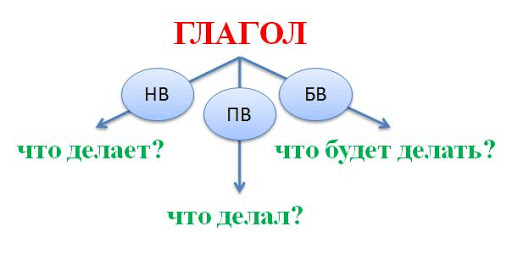 ГЛАГОЛ
НВ
ПВ
БВ
что делает?
что будет делать?
что делал?